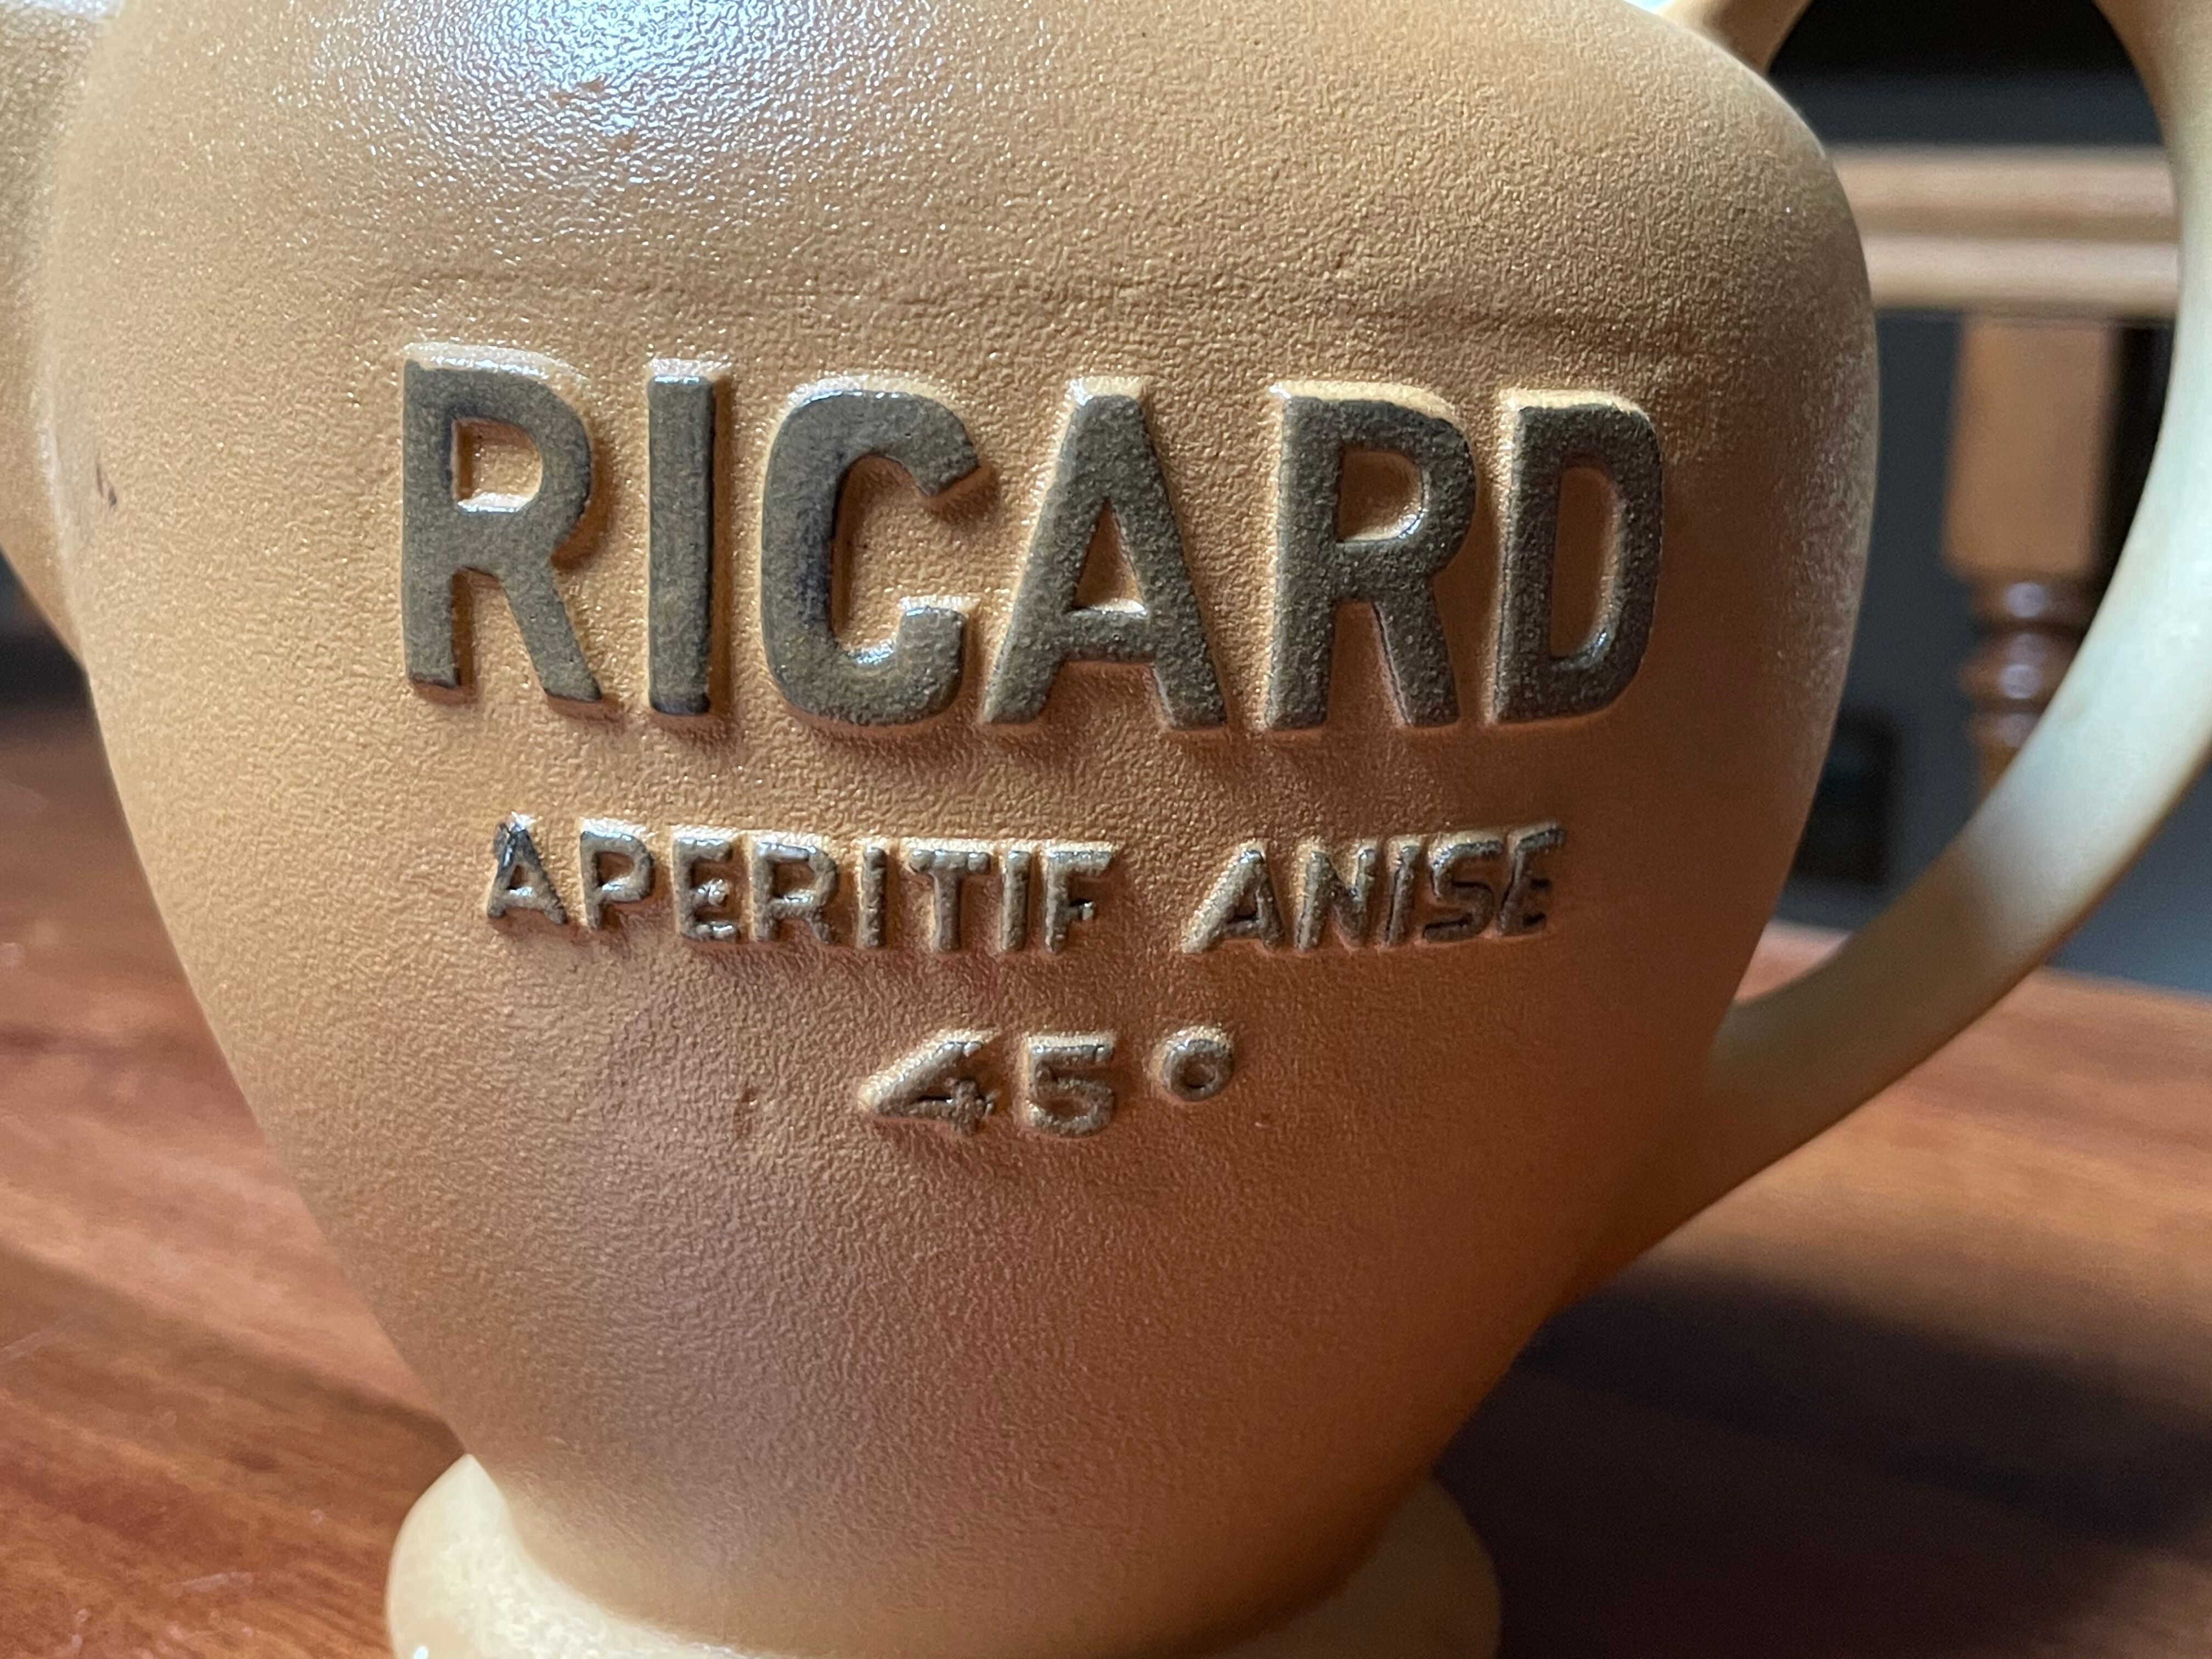 RICARD
APERITIF ANISE
45°